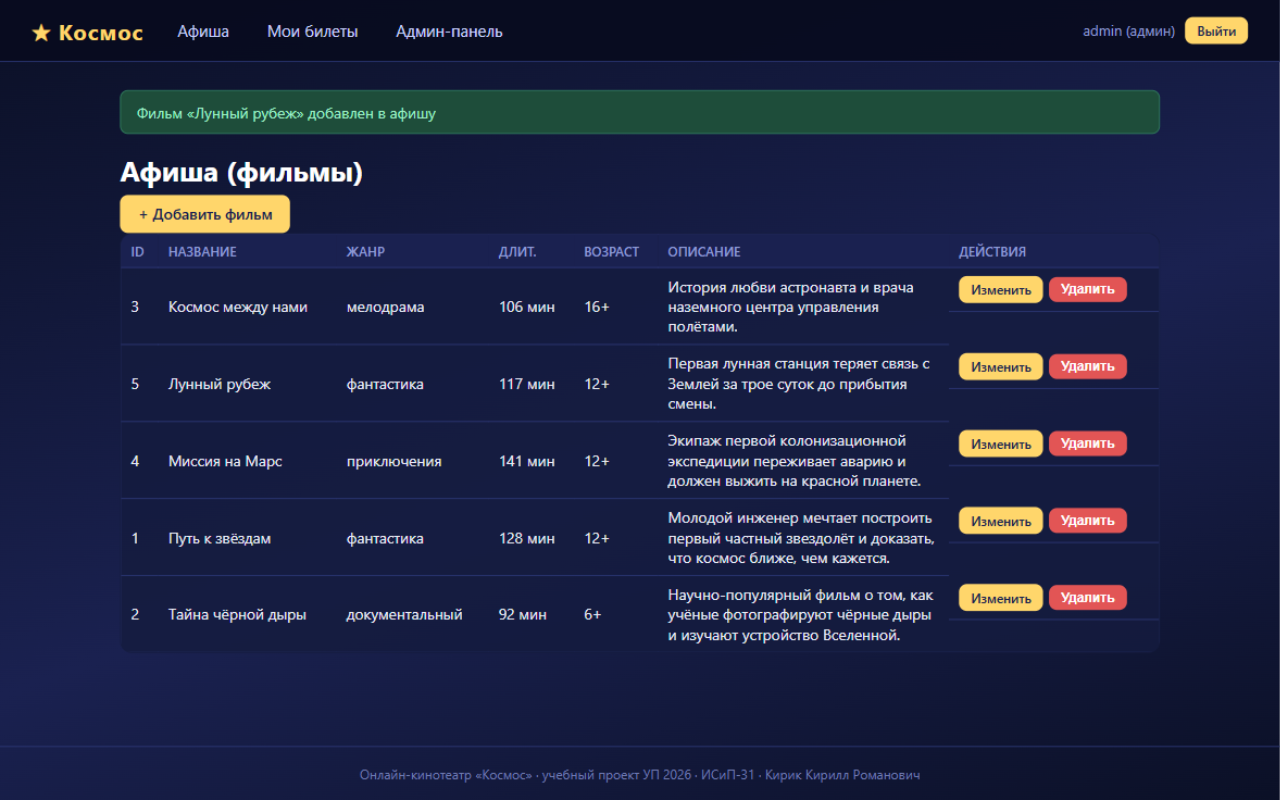 ★ Космос Афиша Мои билеты Админ-панель admin (админ) Выйти
Фильм «Лунный рубеж» добавлен в афишу
Афиша (фильмы)
+ Добавить фильм
ID НАЗВАНИЕ ЖАНР ДЛИТ. ВОЗРАСТ ОПИСАНИЕ ДЕЙСТВИЯ
3 Космос между нами мелодрама 106 мин 16+ История любви астронавта и врача
наземного центра управления
полётами.
Изменить Удалить
5 Лунный рубеж фантастика 117 мин 12+ Первая лунная станция теряет связь с
Землей за трое суток до прибытия
смены.
Изменить Удалить
4 Миссия на Марс приключения 141 мин 12+ Экипаж первой колонизационной
экспедиции переживает аварию и
должен выжить на красной планете.
Изменить Удалить
1 Путь к звёздам фантастика 128 мин 12+ Молодой инженер мечтает построить
первый частный звездолёт и доказать,
что космос ближе, чем кажется.
Изменить Удалить
2 Тайна чёрной дыры документальный 92 мин 6+ Научно-популярный фильм о том, как
учёные фотографируют чёрные дыры
и изучают устройство Вселенной.
Изменить Удалить
Онлайн-кинотеатр «Космос» · учебный проект УП 2026 · ИСиП-31 · Кирик Кирилл Романович